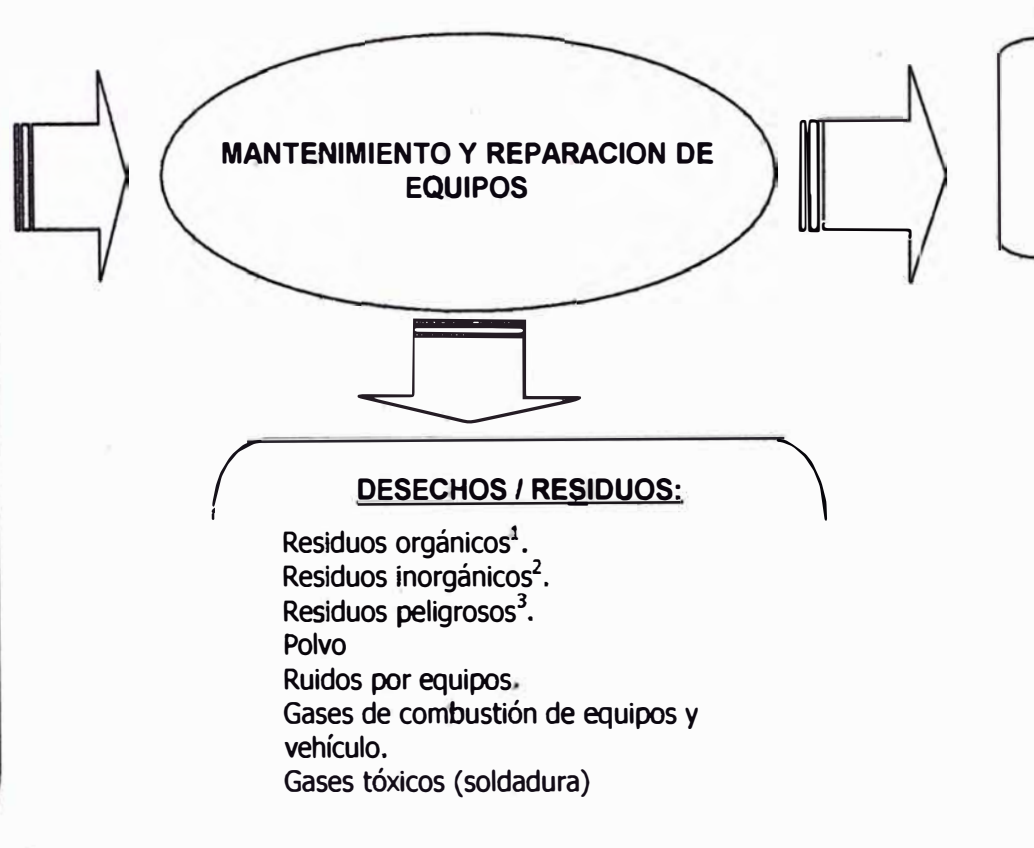 MANTENIMIENTO Y REPARACION DE
EQUIPOS
DESECHOS / RESIDUOS:
Residuos orgánicos¹.
Residuos inorgánicos².
Residuos peligrosos³.
Polvo
Ruidos por equipos.
Gases de combustión de equipos y
vehículo.
Gases tóxicos (soldadura)